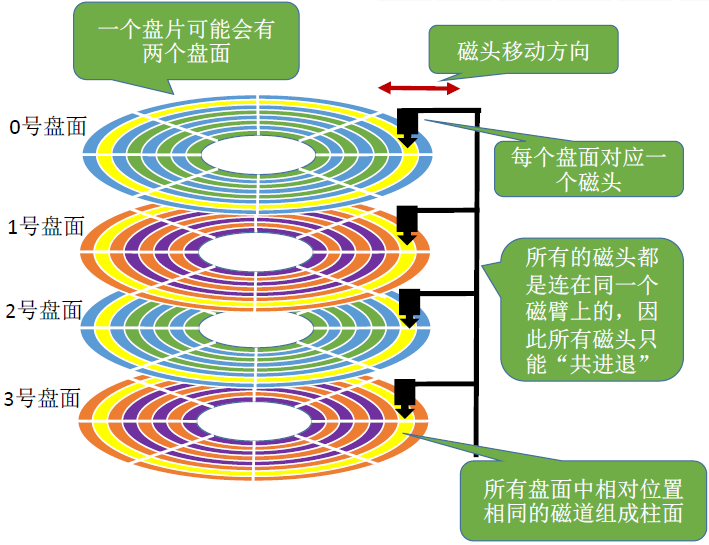 一个盘片可能会有
两个盘面
磁头移动方向
0号盘面
每个盘面对应一
个磁头
1号盘面
所有的磁头都
是连在同一个
磁臂上的，因
此所有磁头只
能“共进退”
2号盘面
3号盘面
所有盘面中相对位置
相同的磁道组成柱面